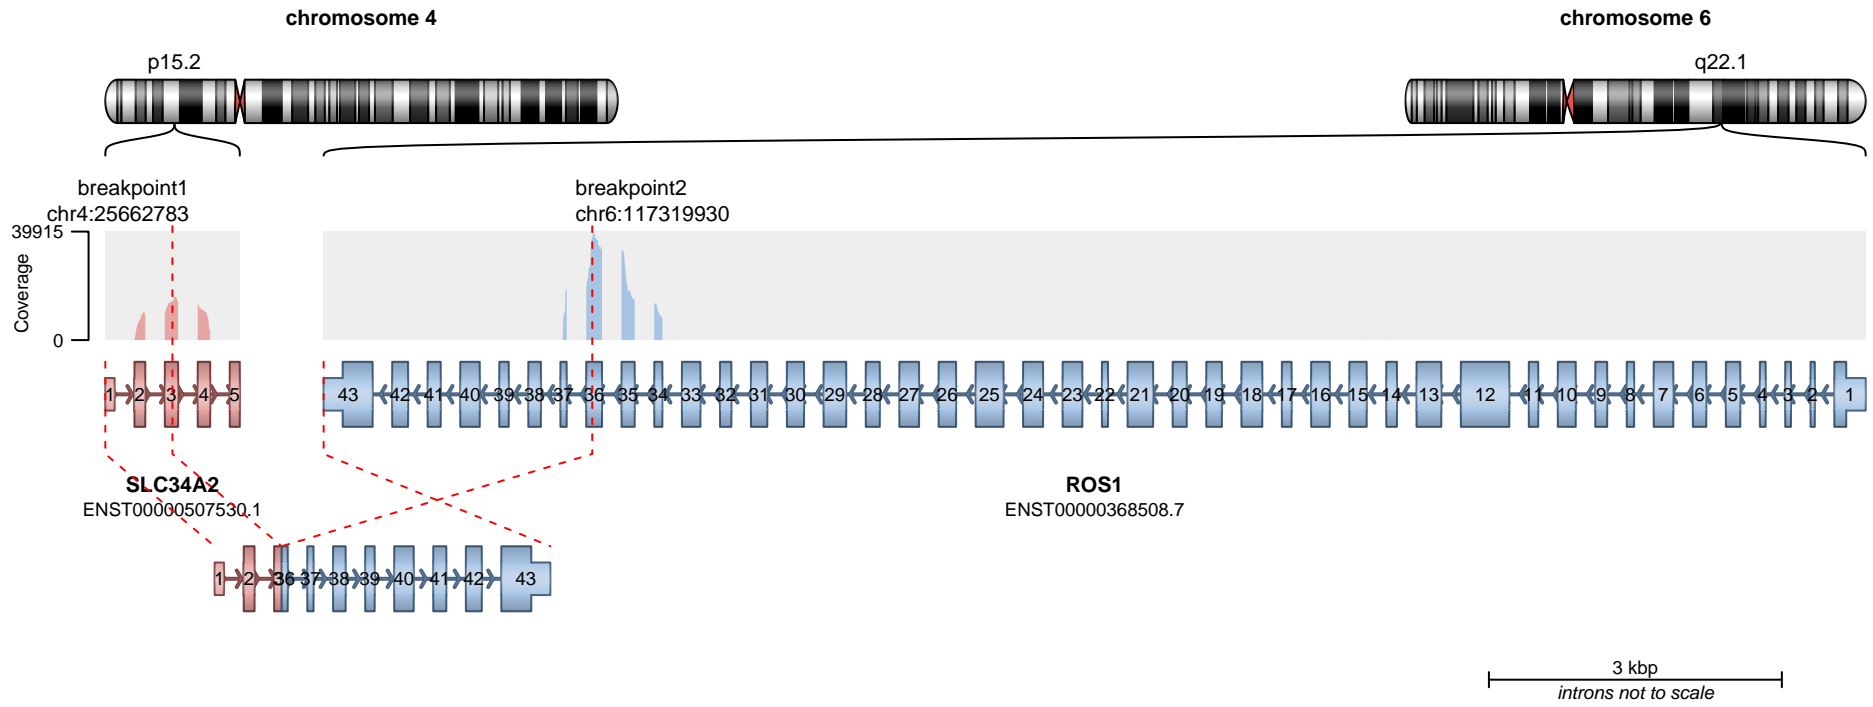 chromosome 4
chromosome 6
p15.2
q22.1
breakpoint1
chr4:25662783
breakpoint2
chr6:117319930
39915
Coverage
0
1 2 3 4 5
43 42 41 40 39 38 37 36 35 34 33 32 31 30 29 28 27 26 25 24 23 22 21 20 19 18 17 16 15 14 13 12 11 10 9 8 7 6 5 4 3 2 1
SLC34A2
ENST00000507530.1
ROS1
ENST00000368508.7
1 2 3 36 37 38 39 40 41 42 43
3 kbp
introns not to scale